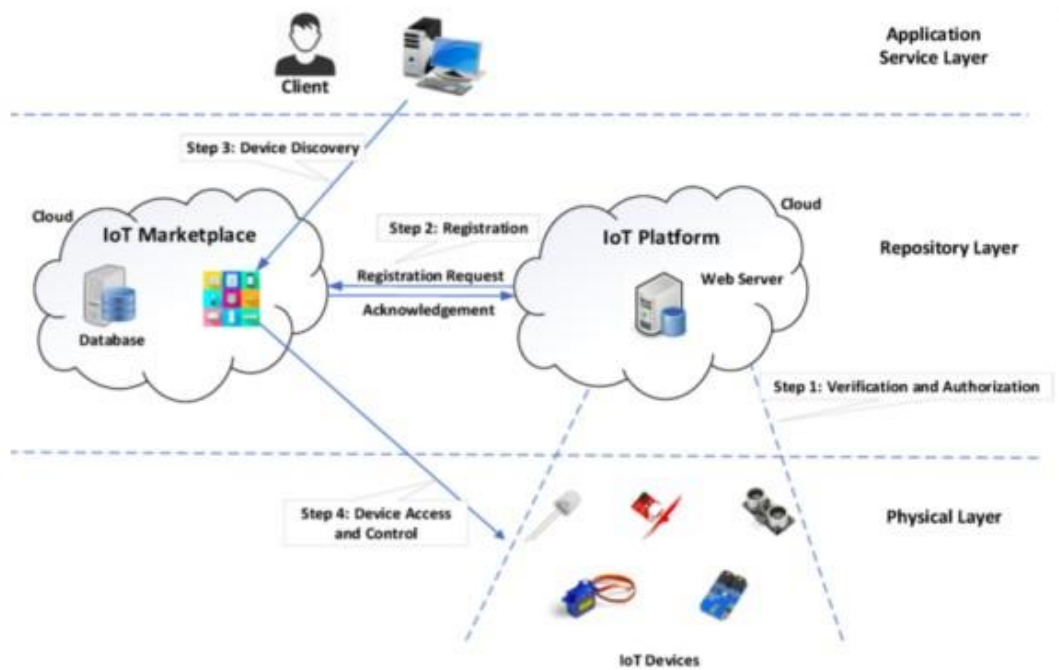 Application
Service Layer
Client
Step 3: Device Discovery
Cloud
IoT Marketplace
Step 2: Registration
Cloud
IoT Platform
Repository Layer
Registration Request
Web Server
Acknowledgement
Database
Step 1: Verification and Authorization
Step 4: Device Access
and Control
Physical Layer
IoT Devices